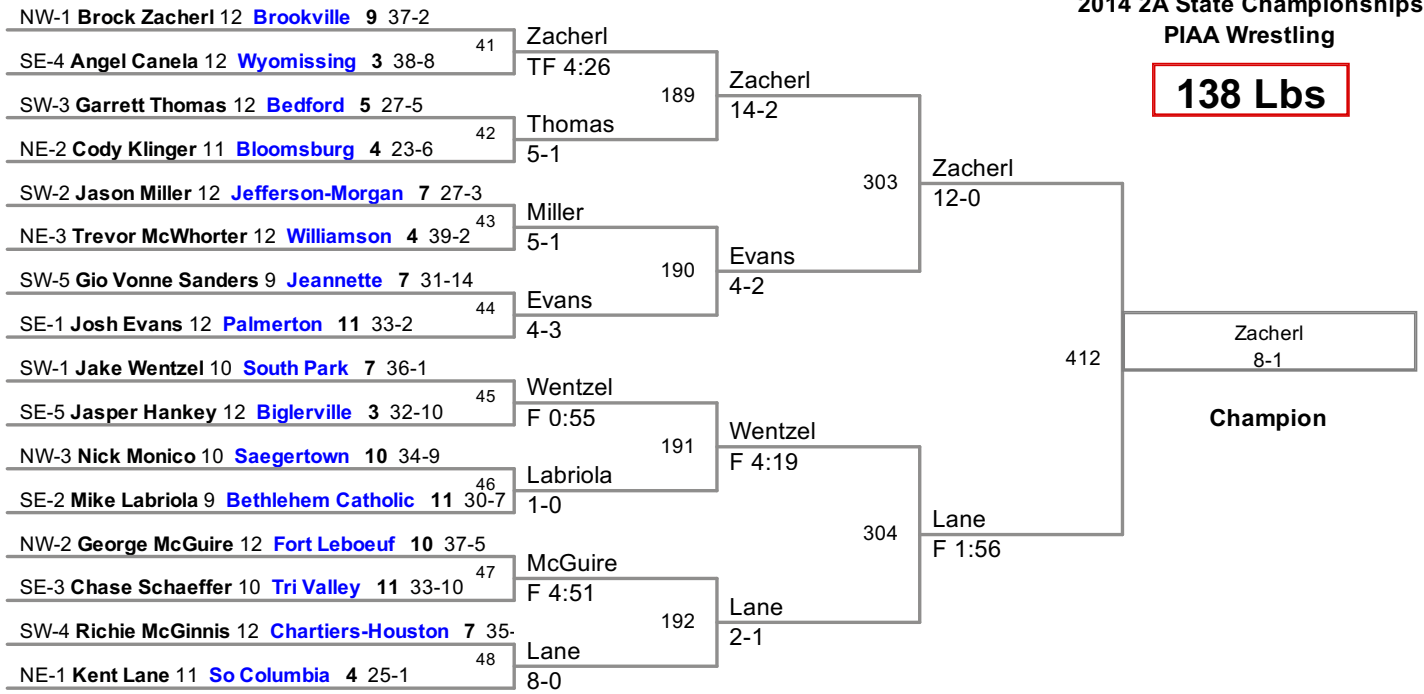 2014 2A State Championships
PIAA Wrestling
138 Lbs
NW-1 Brock Zacherl 12 Brookville 9 37-2
41
SE-4 Angel Canela 12 Wyomissing 3 38-8
Zacherl
TF 4:26
SW-3 Garrett Thomas 12 Bedford 5 27-5
42
NE-2 Cody Klinger 11 Bloomsburg 4 23-6
Thomas
5-1
189
Zacherl
14-2
SW-2 Jason Miller 12 Jefferson-Morgan 7 27-3
43
NE-3 Trevor McWhorter 12 Williamson 4 39-2
Miller
5-1
SW-5 Gio Vonne Sanders 9 Jeannette 7 31-14
44
SE-1 Josh Evans 12 Palmerton 11 33-2
Evans
4-3
190
Evans
4-2
303
Zacherl
12-0
SW-1 Jake Wentzel 10 South Park 7 36-1
45
SE-5 Jasper Hankey 12 Biglerville 3 32-10
Wentzel
F 0:55
NW-3 Nick Monico 10 Saegertown 10 34-9
46
SE-2 Mike Labriola 9 Bethlehem Catholic 11 30-7
Labriola
1-0
191
Wentzel
F 4:19
NW-2 George McGuire 12 Fort Leboeuf 10 37-5
47
SE-3 Chase Schaeffer 10 Tri Valley 11 33-10
McGuire
F 4:51
SW-4 Richie McGinnis 12 Chartiers-Houston 7 35-
48
NE-1 Kent Lane 11 So Columbia 4 25-1
Lane
8-0
192
Lane
2-1
304
Lane
F 1:56
412
Zacherl
8-1
Champion